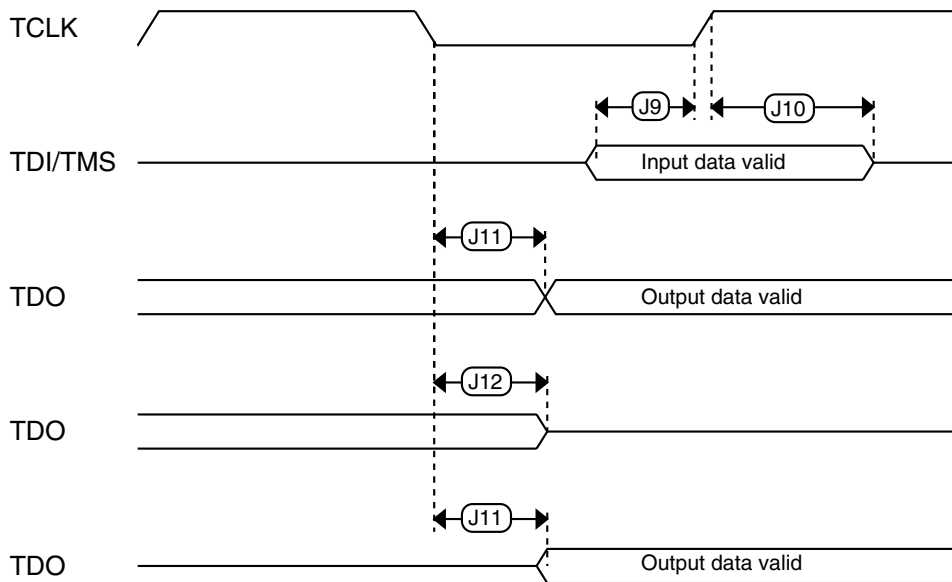 TCLK
J9
J10
TDI/TMS
Input data valid
J11
TDO
Output data valid
J12
TDO
J11
TDO
Output data valid